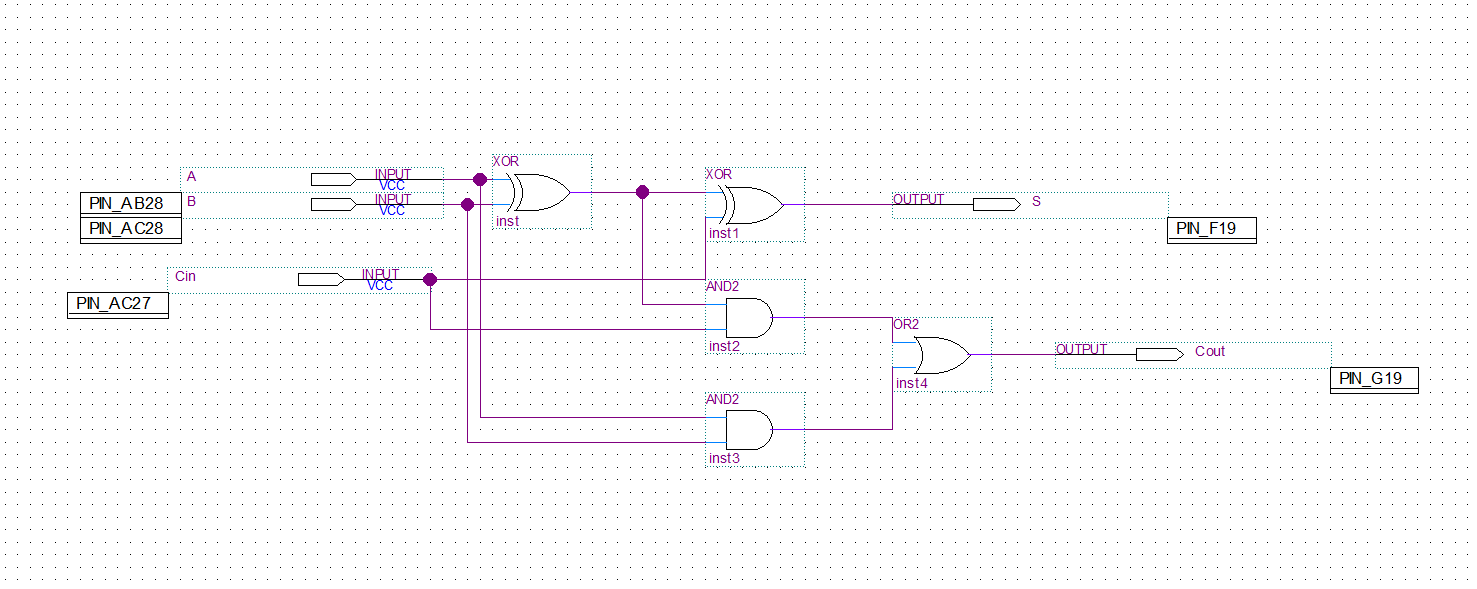 XOR
A
INPUT
VCC
XOR
PIN_AB28
B
INPUT
VCC
OUTPUT
S
PIN_AC28
inst
inst1
PIN_F19
Cin
INPUT
VCC
AND2
PIN_AC27
OR2
inst2
OUTPUT
Cout
inst4
PIN_G19
AND2
inst3